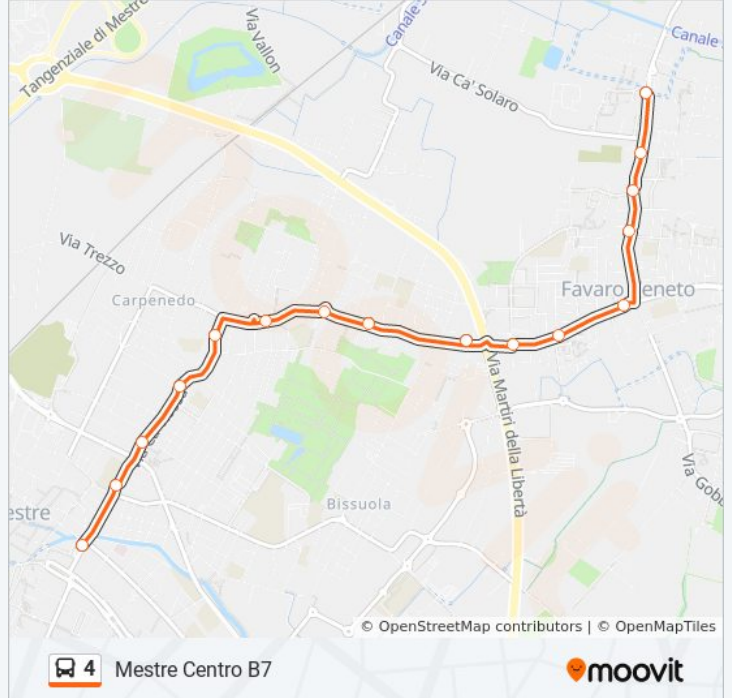 Tangenziale di Mestre
Via Vallon
Canale S
Canale
Via Ca' Solaro
Via Trezzo
Carpenedo
Favaro Veneto
Via Martiri della Libertà
Via Gobb
Bissuola
estre
© OpenStreetMap contributors | © OpenMapTiles
4 Mestre Centro B7
moovit